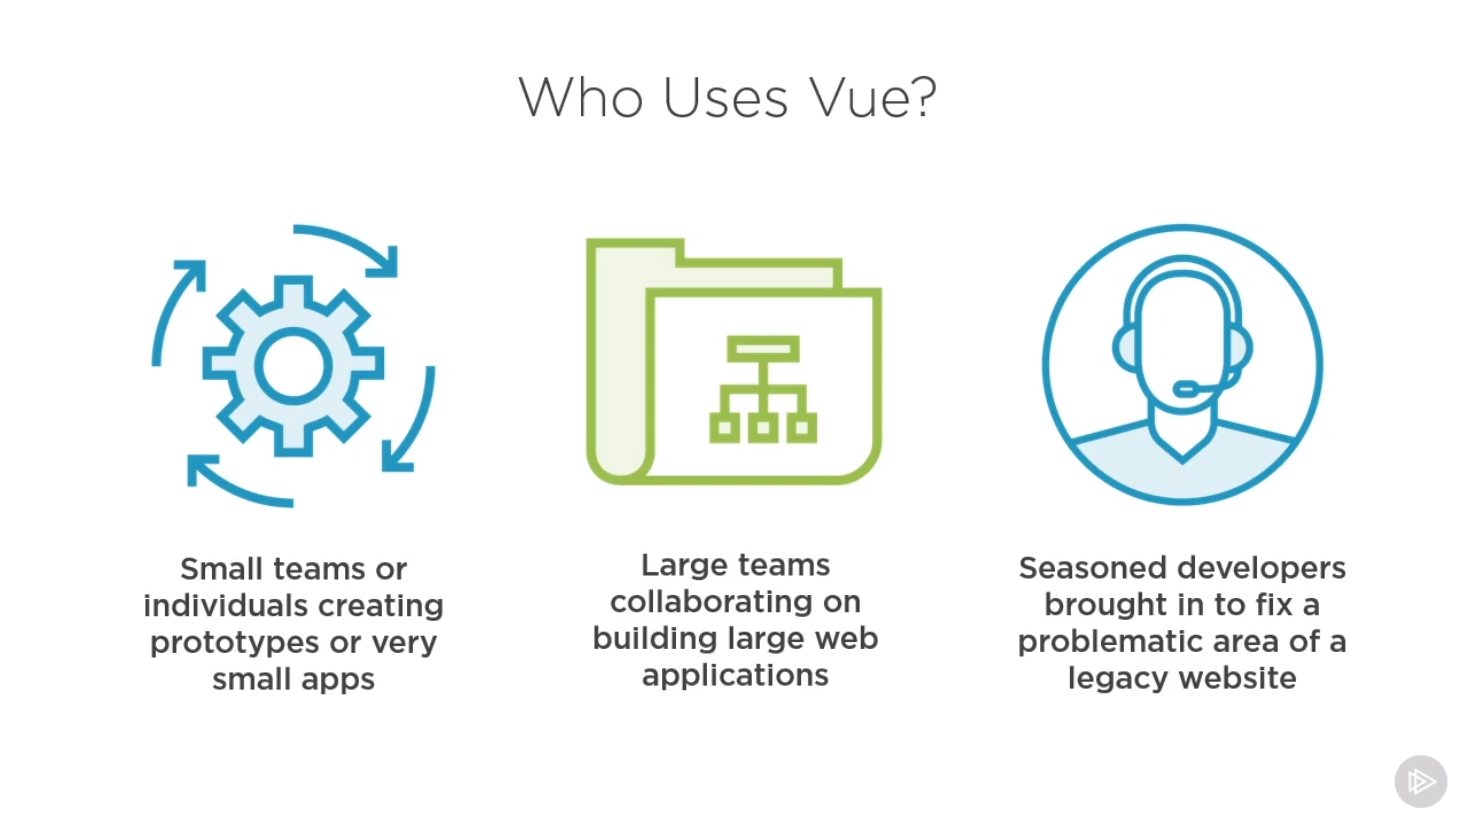 Who Uses Vue?
Small teams or
individuals creating
prototypes or very
small apps
Large teams
collaborating on
building large web
applications
Seasoned developers
brought in to fix a
problematic area of a
legacy website